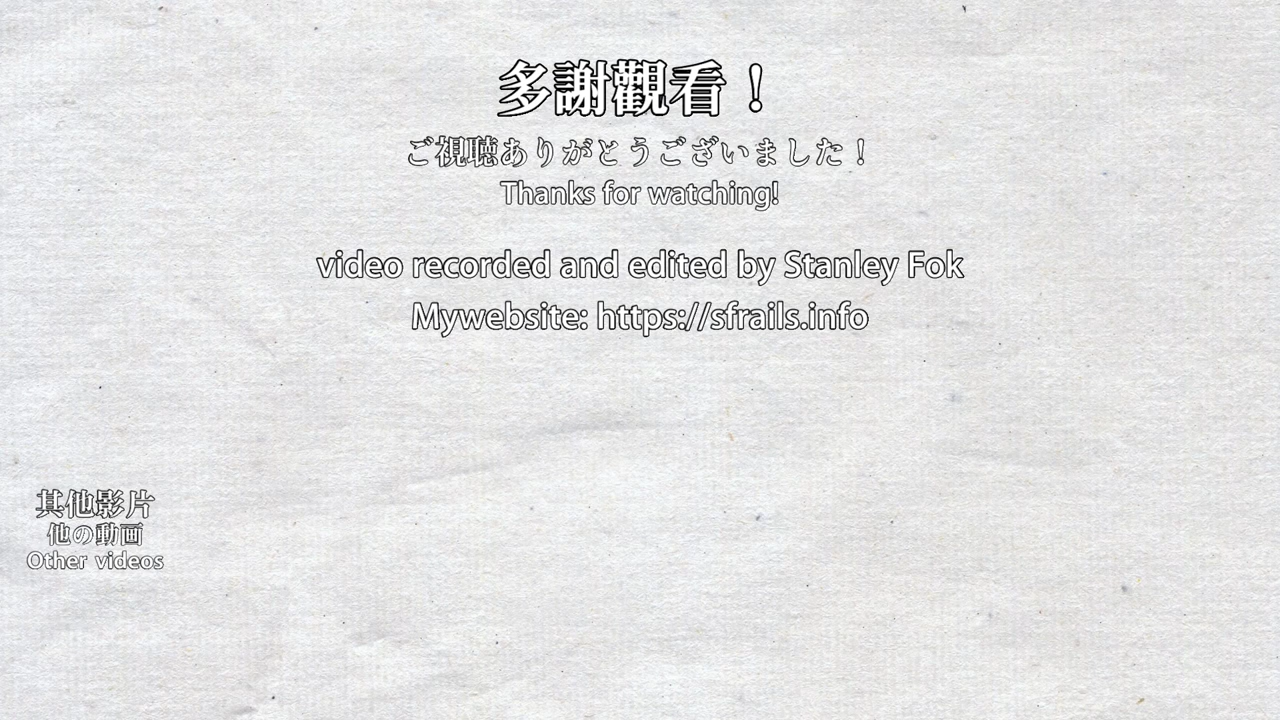 多謝觀看！
ご視聴ありがとうございました！
Thanks for watching!
video recorded and edited by Stanley Fok
Mywebsite: https://sfrails.info
其他影片
他の動画
Other videos